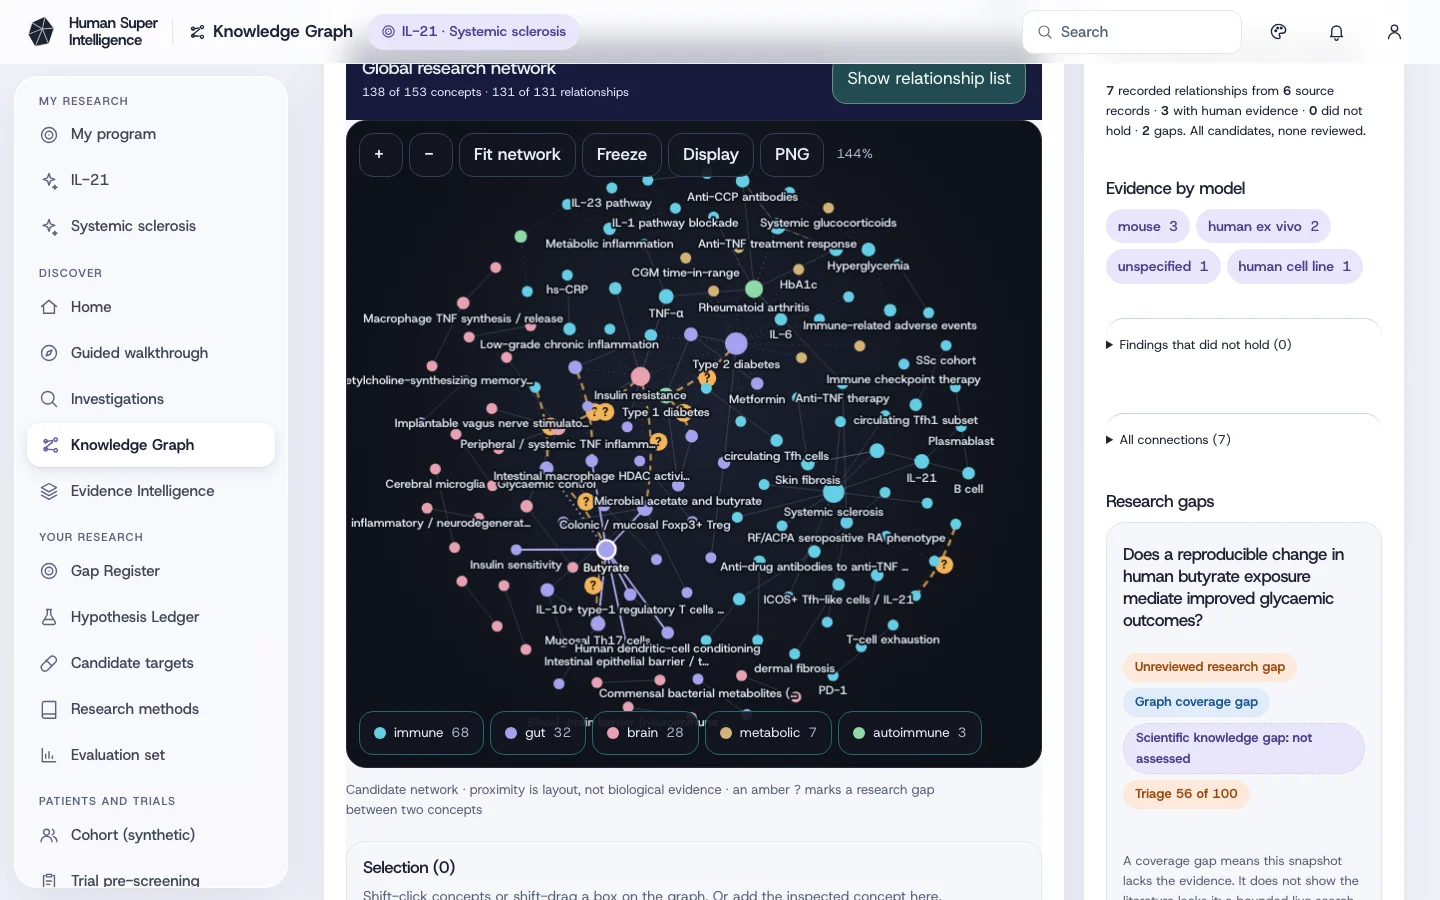 Human Super
Intelligence
Knowledge Graph
IL-21 · Systemic sclerosis
Search
MY RESEARCH
My program
IL-21
Systemic sclerosis
DISCOVER
Home
Guided walkthrough
Investigations
Knowledge Graph
Evidence Intelligence
YOUR RESEARCH
Gap Register
Hypothesis Ledger
Candidate targets
Research methods
Evaluation set
PATIENTS AND TRIALS
Cohort (synthetic)
Trial pre-screening
Global research network
138 of 153 concepts · 131 of 131 relationships
Show relationship list
+
−
Fit network
Freeze
Display
PNG
144%
Anti-CCP antibodies
IL-23 pathway
IL-1 pathway blockade
Systemic glucocorticoids
Metabolic inflammation
Anti-TNF treatment response
Hyperglycemia
CGM time-in-range
HbA1c
hs-CRP
Rheumatoid arthritis
TNF-α
Macrophage TNF synthesis / release
Immune-related adverse events
IL-6
Low-grade chronic inflammation
SSc cohort
Type 2 diabetes
etylcholine-synthesizing memory...
Immune checkpoint therapy
Insulin resistance
Metformin
Anti-TNF therapy
Type 1 diabetes
Implantable vagus nerve stimulato...
circulating Tfh1 subset
Peripheral / systemic TNF inflamm...
Plasmablast
circulating Tfh cells
Intestinal macrophage HDAC activi...
Skin fibrosis
IL-21
Cerebral microglia
Glycaemic control
B cell
Microbial acetate and butyrate
Systemic sclerosis
inflammatory / neurodegenerat...
Colonic / mucosal Foxp3+ Treg
RF/ACPA seropositive RA phenotype
Insulin sensitivity
Butyrate
Anti-drug antibodies to anti-TNF ...
IL-10+ type-1 regulatory T cells ...
ICOS+ Tfh-like cells / IL-21
Mucosal Th17 cells
T-cell exhaustion
Human dendritic-cell conditioning
Intestinal epithelial barrier / t...
dermal fibrosis
Commensal bacterial metabolites (...
PD-1
immune 68
gut 32
brain 28
metabolic 7
autoimmune 3
Candidate network · proximity is layout, not biological evidence · an amber ? marks a research gap
between two concepts
Selection (0)
Shift-click concepts or shift-drag a box on the graph. Or add the inspected concept here.
7 recorded relationships from 6 source
records · 3 with human evidence · 0 did not
hold · 2 gaps. All candidates, none reviewed.
Evidence by model
mouse 3
human ex vivo 2
unspecified 1
human cell line 1
Findings that did not hold (0)
All connections (7)
Research gaps
Does a reproducible change in
human butyrate exposure
mediate improved glycaemic
outcomes?
Unreviewed research gap
Graph coverage gap
Scientific knowledge gap: not
assessed
Triage 56 of 100
A coverage gap means this snapshot
lacks the evidence. It does not show the
literature lacks it; a bounded live search